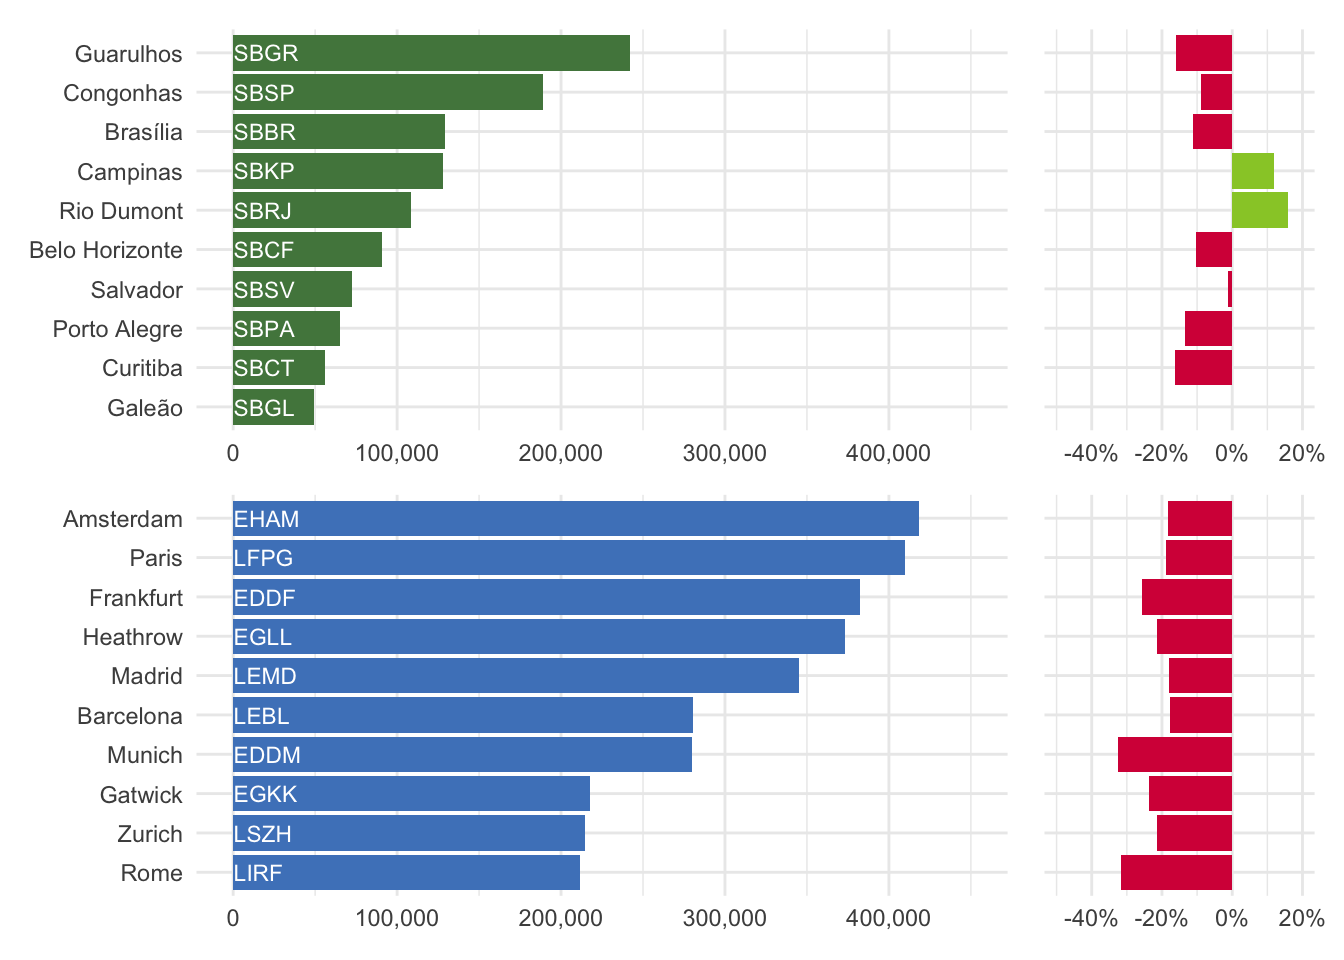 Guarulhos SBGR
Congonhas SBSP
Brasília SBBR
Campinas SBKP
Rio Dumont SBRJ
Belo Horizonte SBCF
Salvador SBSV
Porto Alegre SBPA
Curitiba SBCT
Galeão SBGL
0 100,000 200,000 300,000 400,000 -40% -20% 0% 20%
Amsterdam EHAM
Paris LFPG
Frankfurt EDDF
Heathrow EGLL
Madrid LEMD
Barcelona LEBL
Munich EDDM
Gatwick EGKK
Zurich LSZH
Rome LIRF
0 100,000 200,000 300,000 400,000 -40% -20% 0% 20%